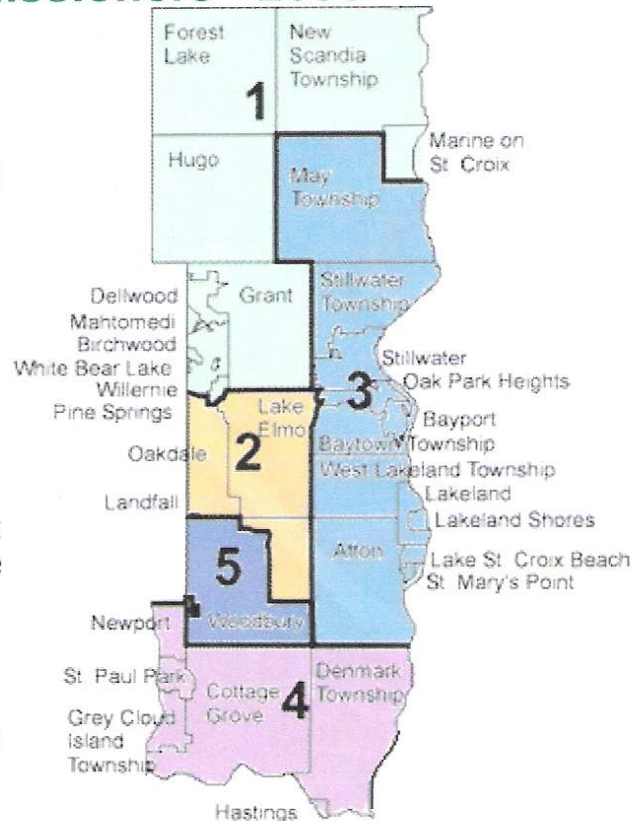 Forest
Lake
New
Scandia
Township
1
Marine on
St. Croix
Hugo
May
Township
Dellwood
Grant
Stillwater
Township
Mahtomedi
Birchwood
White Bear Lake
Willernie
Pine Springs
Stillwater
Oak Park Heights
3
Lake
Elmo
Bayport
2
Oakdale
Baytown Township
West Lakeland Township
Landfall
Lakeland
Lakeland Shores
5
Afton
Lake St. Croix Beach
St. Mary's Point
Newport
Woodbury
St. Paul Park
Cottage
Grove
4
Denmark
Township
Grey Cloud
Island
Township
Hastings